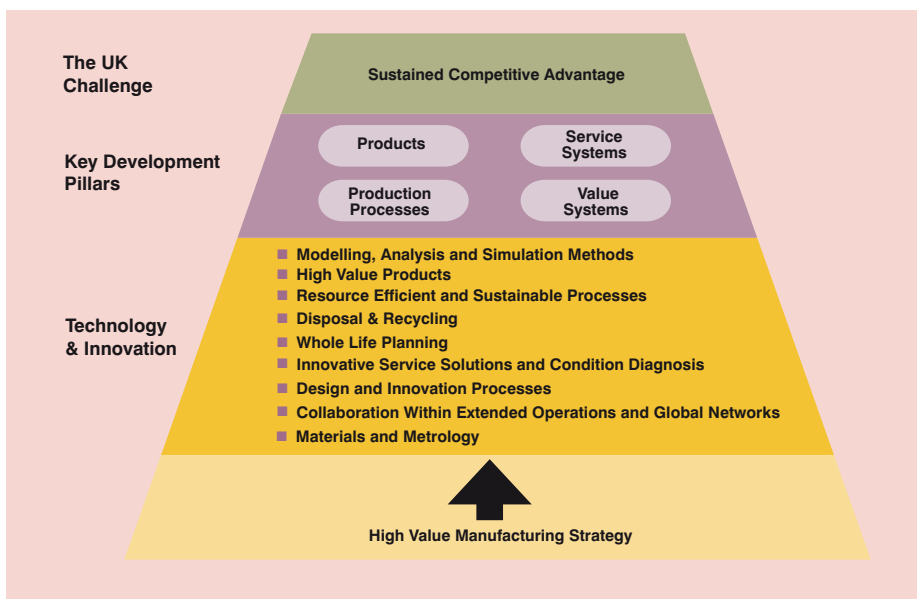 The UK
Challenge
Sustained Competitive Advantage
Key Development
Pillars
Products
Service
Systems
Production
Processes
Value
Systems
Technology
& Innovation
Modelling, Analysis and Simulation Methods
High Value Products
Resource Efficient and Sustainable Processes
Disposal & Recycling
Whole Life Planning
Innovative Service Solutions and Condition Diagnosis
Design and Innovation Processes
Collaboration Within Extended Operations and Global Networks
Materials and Metrology
High Value Manufacturing Strategy